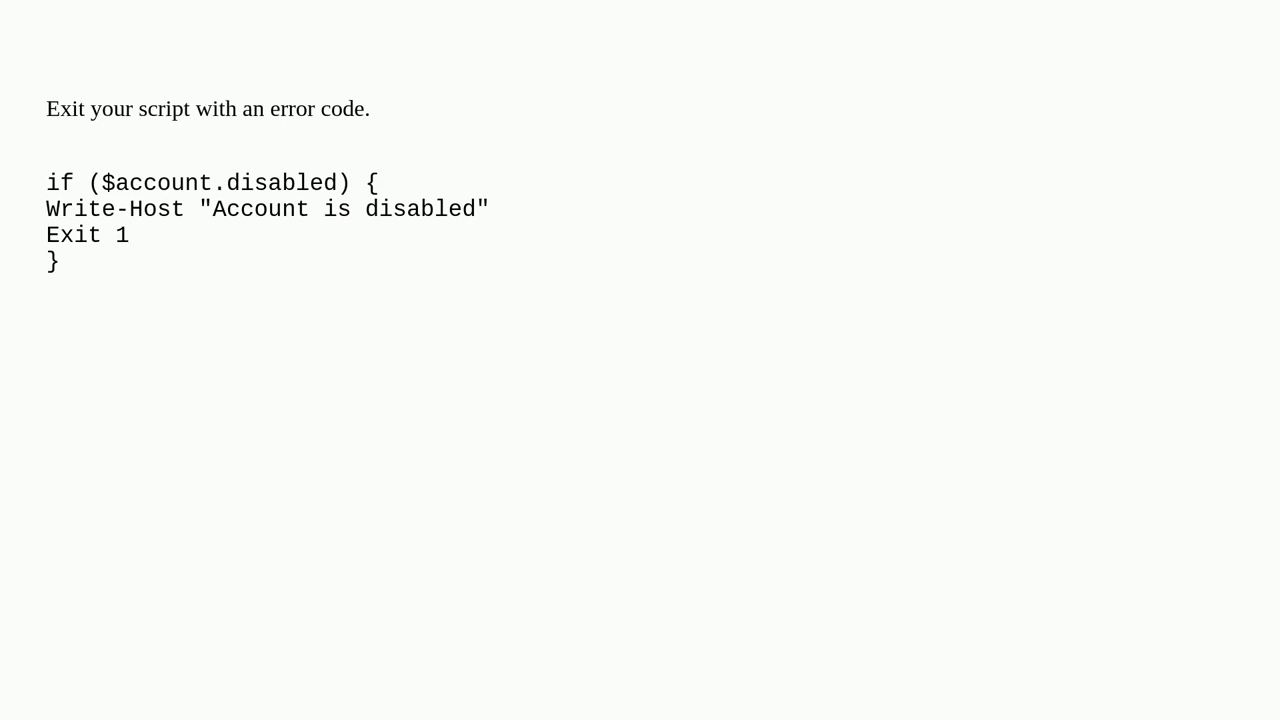 Exit your script with an error code.
if ($account.disabled) {
Write-Host "Account is disabled"
Exit 1
}